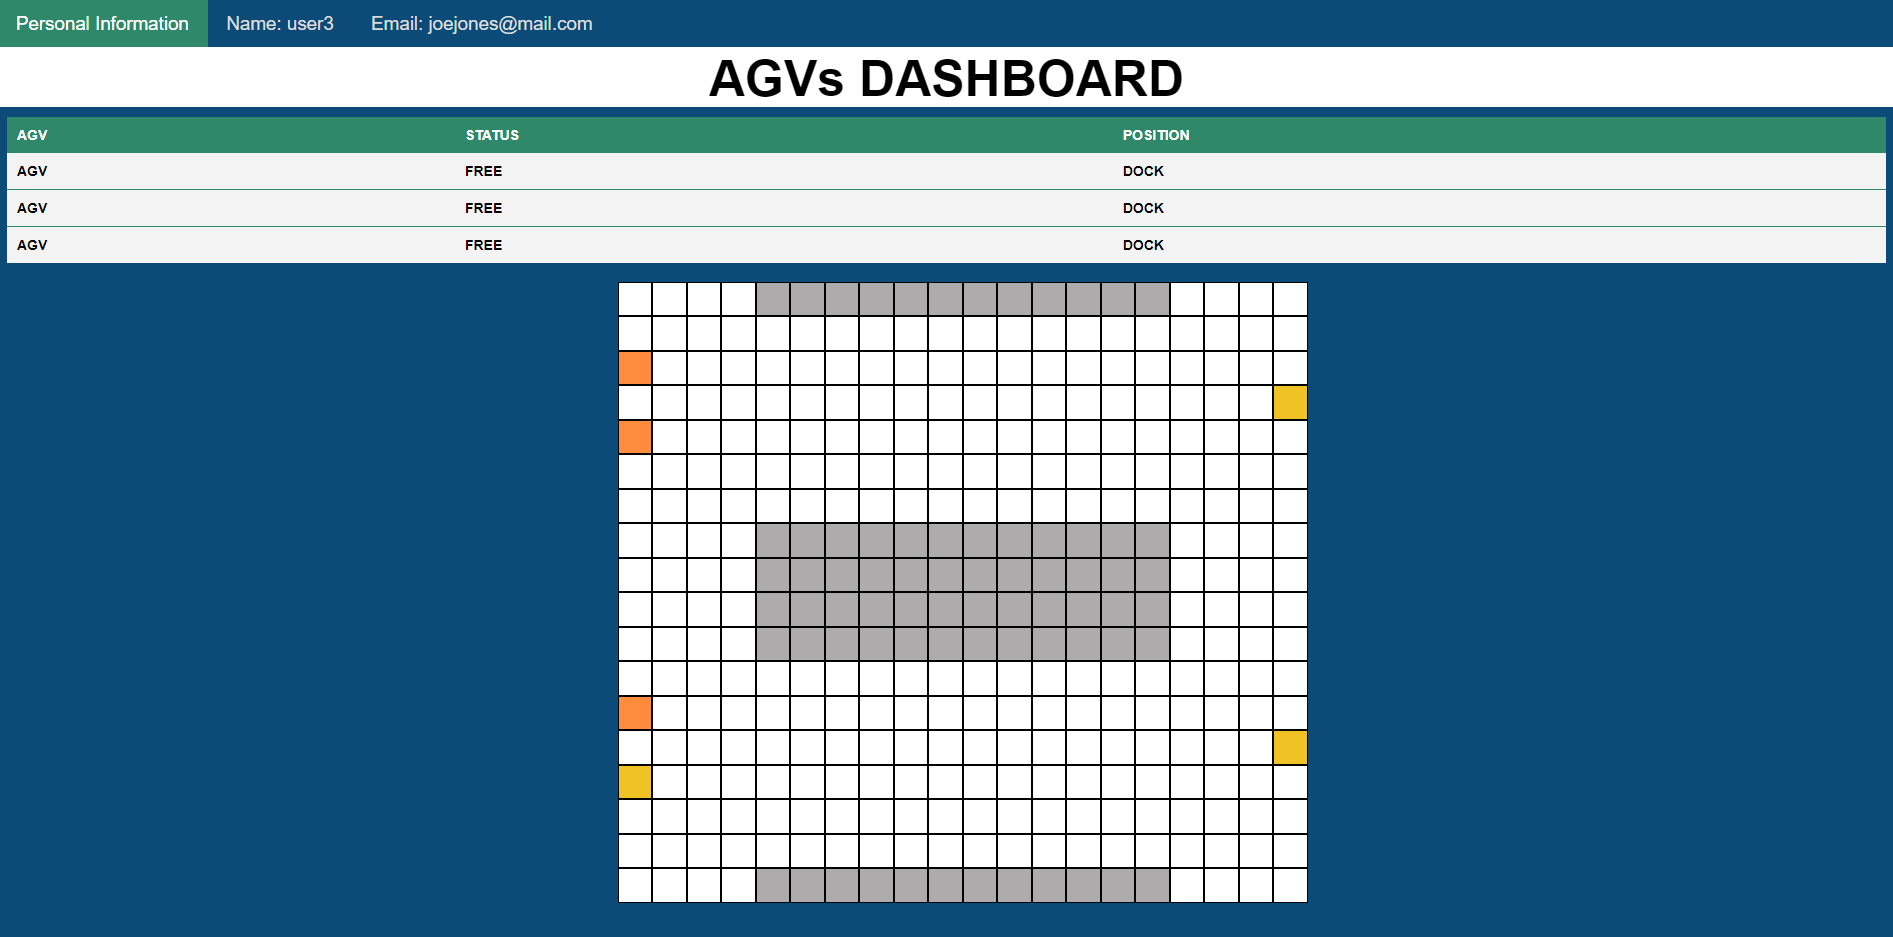 Personal Information Name: user3 Email: joejones@mail.com
AGVs DASHBOARD
AGV STATUS POSITION
AGV FREE DOCK
AGV FREE DOCK
AGV FREE DOCK